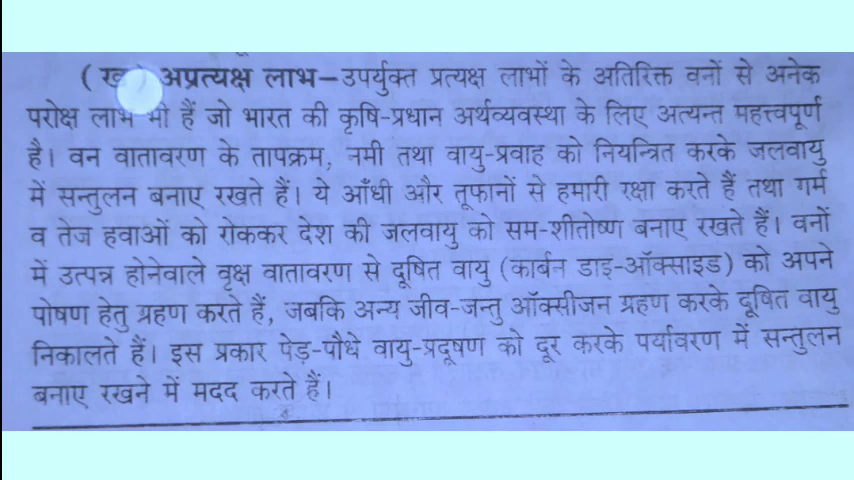 (ख) अप्रत्यक्ष लाभ–उपर्युक्त प्रत्यक्ष लाभों के अतिरिक्त वनों से अनेक
परोक्ष लाभ भी हैं जो भारत की कृषि-प्रधान अर्थव्यवस्था के लिए अत्यन्त महत्त्वपूर्ण
है। वन वातावरण के तापक्रम, नमी तथा वायु-प्रवाह को नियन्त्रित करके जलवायु
में सन्तुलन बनाए रखते हैं। ये आँधी और तूफानों से हमारी रक्षा करते हैं तथा गर्म
व तेज हवाओं को रोककर देश की जलवायु को सम-शीतोष्ण बनाए रखते हैं। वनों
में उत्पन्न होनेवाले वृक्ष वातावरण से दूषित वायु (कार्बन डाइ-ऑक्साइड) को अपने
पोषण हेतु ग्रहण करते हैं, जबकि अन्य जीव-जन्तु ऑक्सीजन ग्रहण करके दूषित वायु
निकालते हैं। इस प्रकार पेड़-पौधे वायु-प्रदूषण को दूर करके पर्यावरण में सन्तुलन
बनाए रखने में मदद करते हैं।